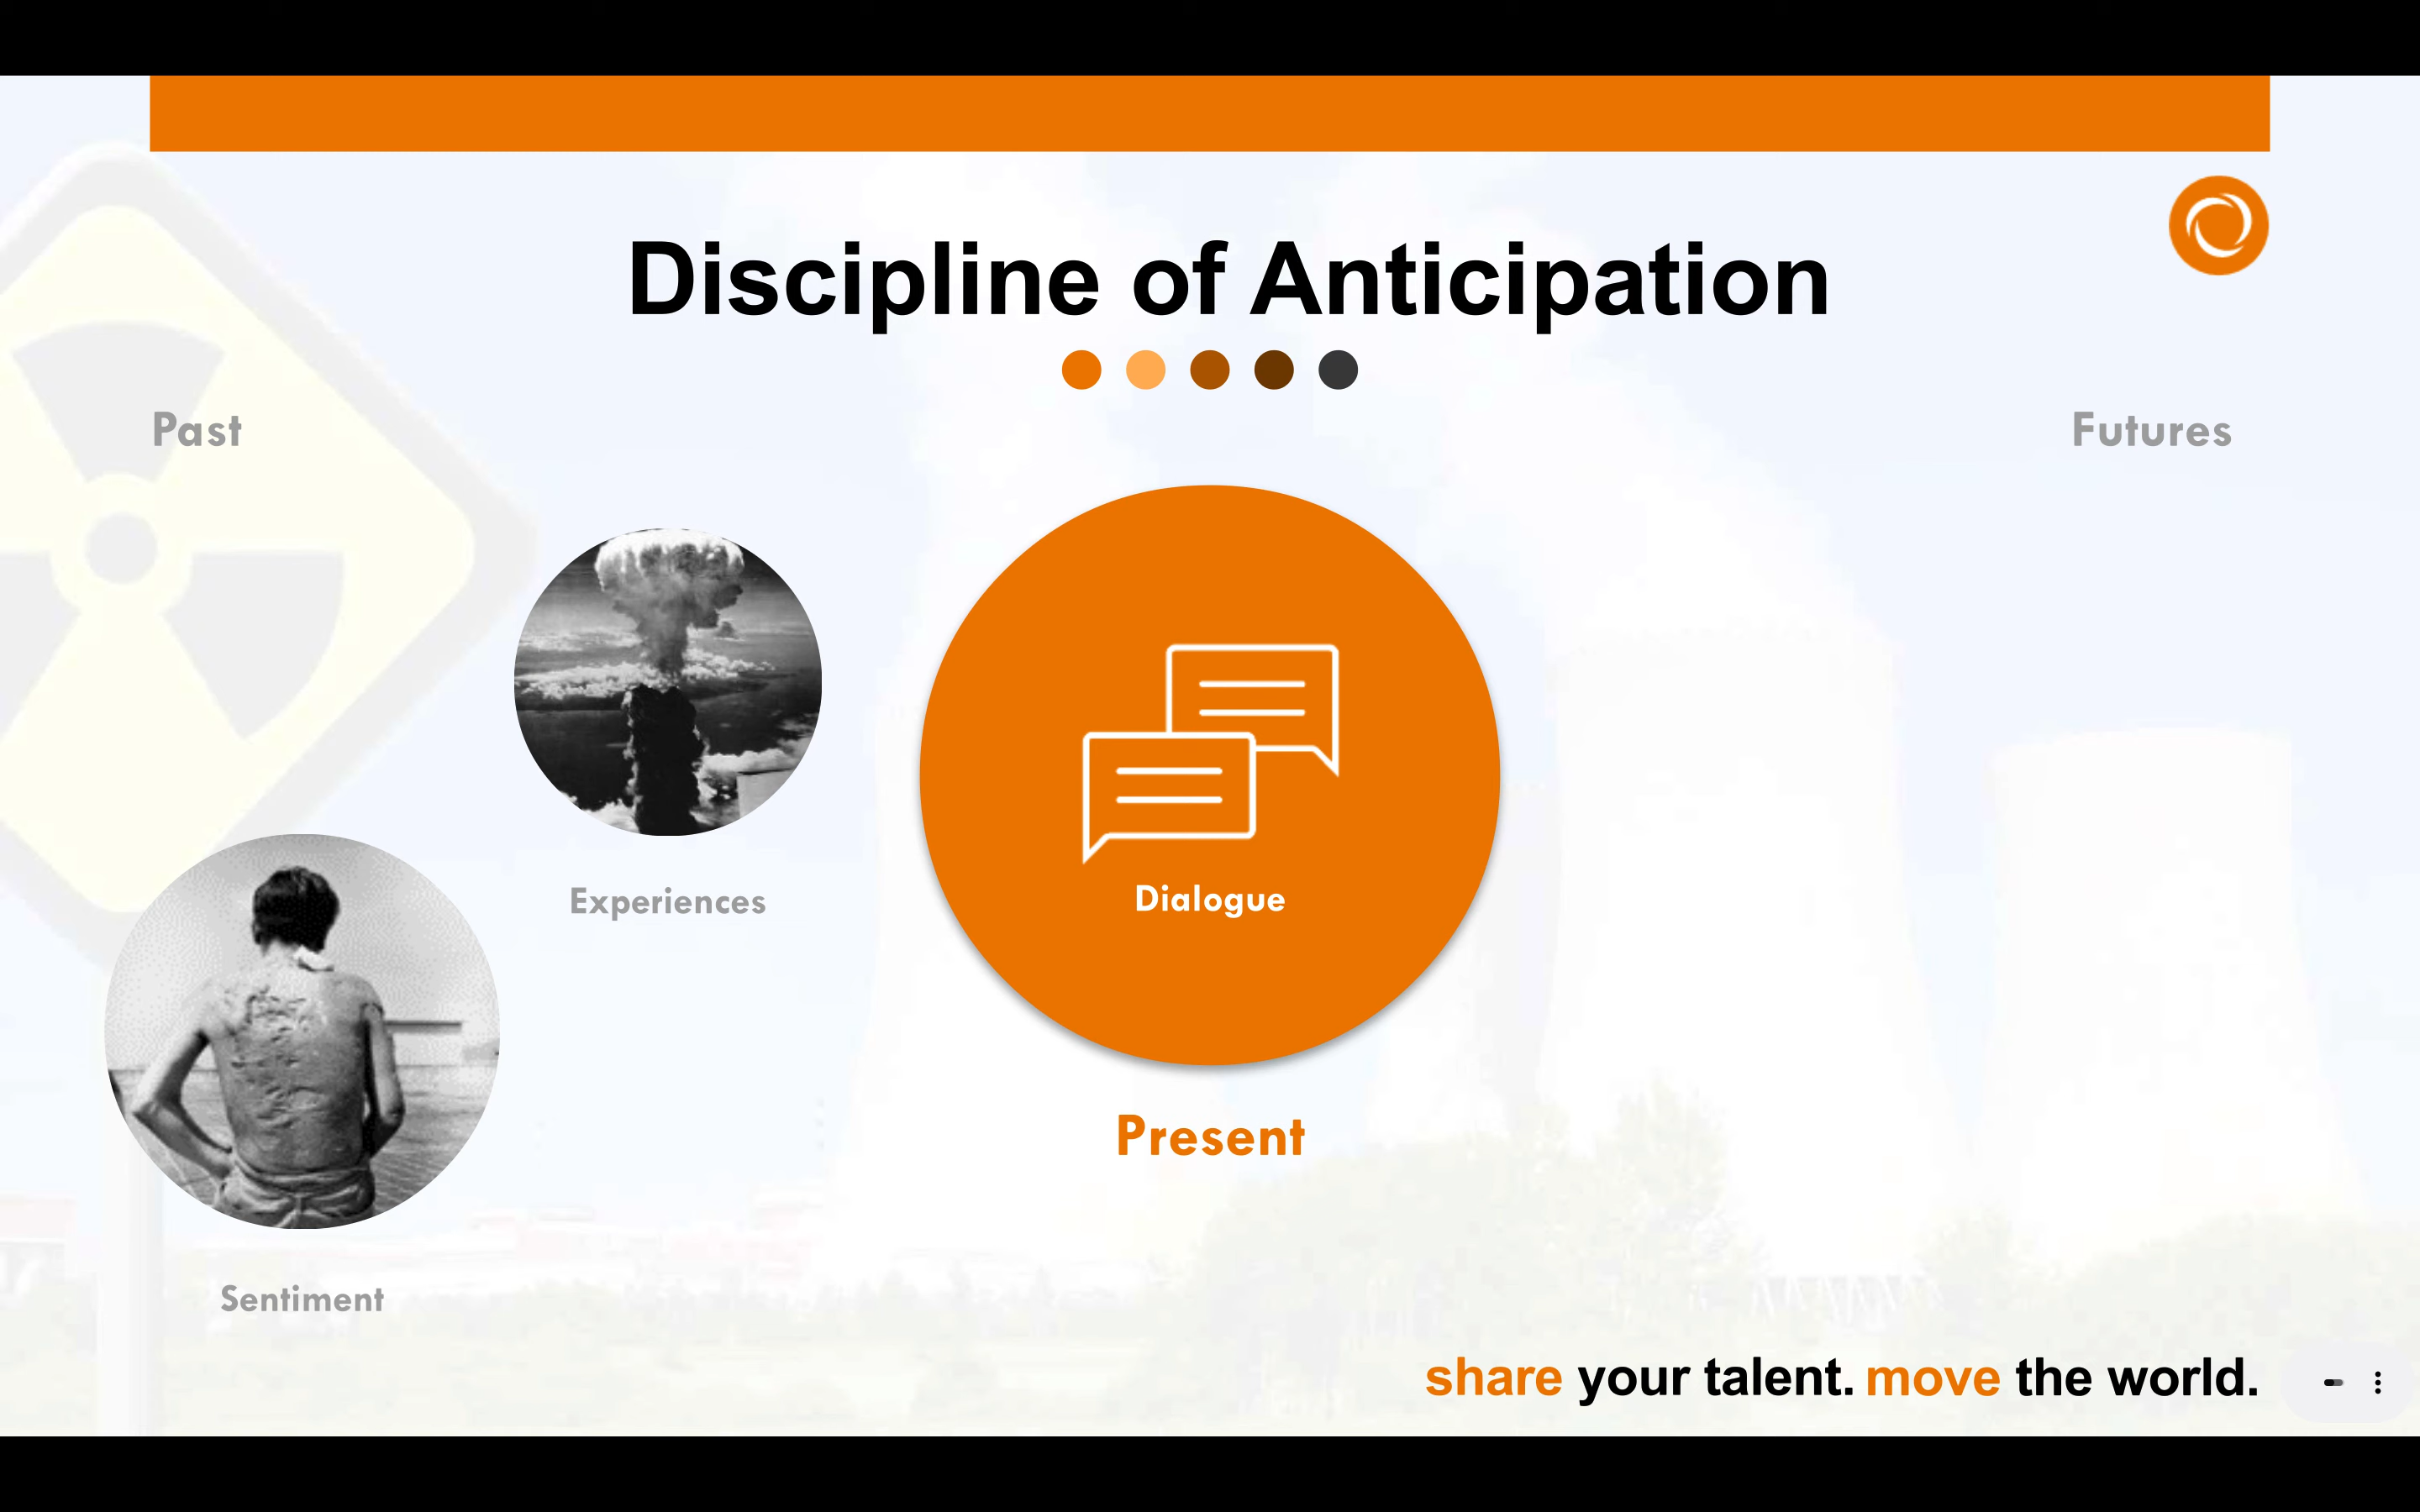 Discipline of Anticipation
Past
Futures
Experiences
Dialogue
Present
Sentiment
share your talent. move the world.